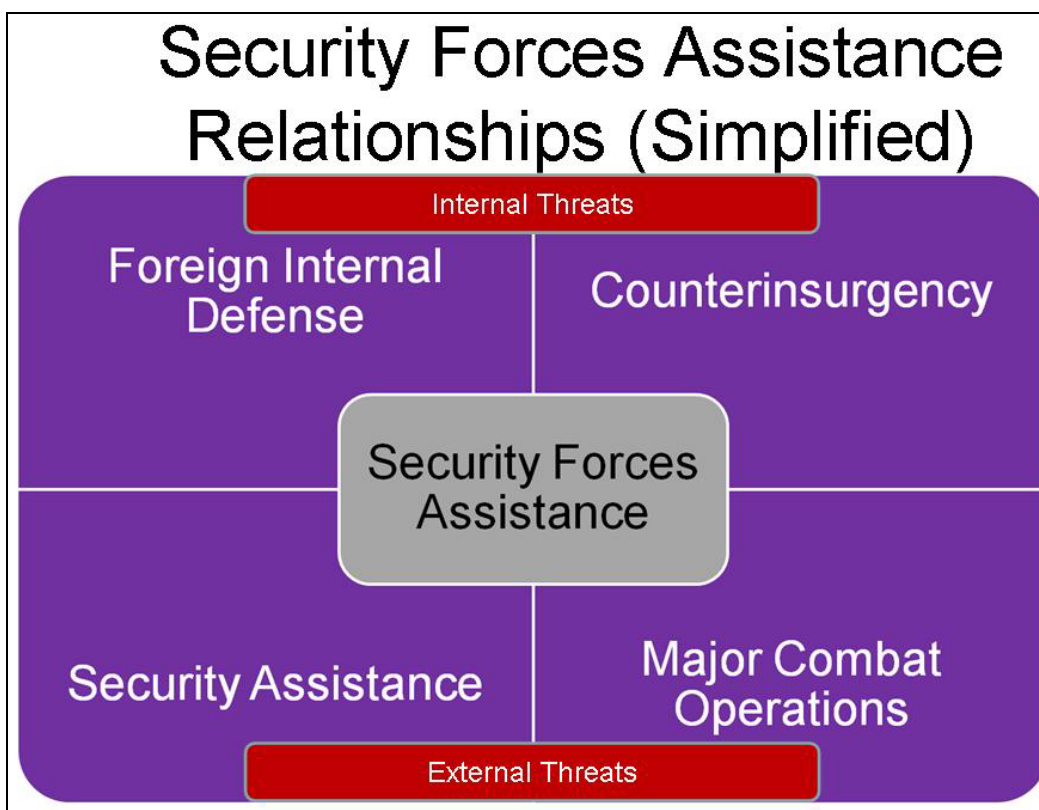 Security Forces Assistance
Relationships (Simplified)
Internal Threats
Foreign Internal
Defense
Counterinsurgency
Security Forces
Assistance
Security Assistance
Major Combat
Operations
External Threats